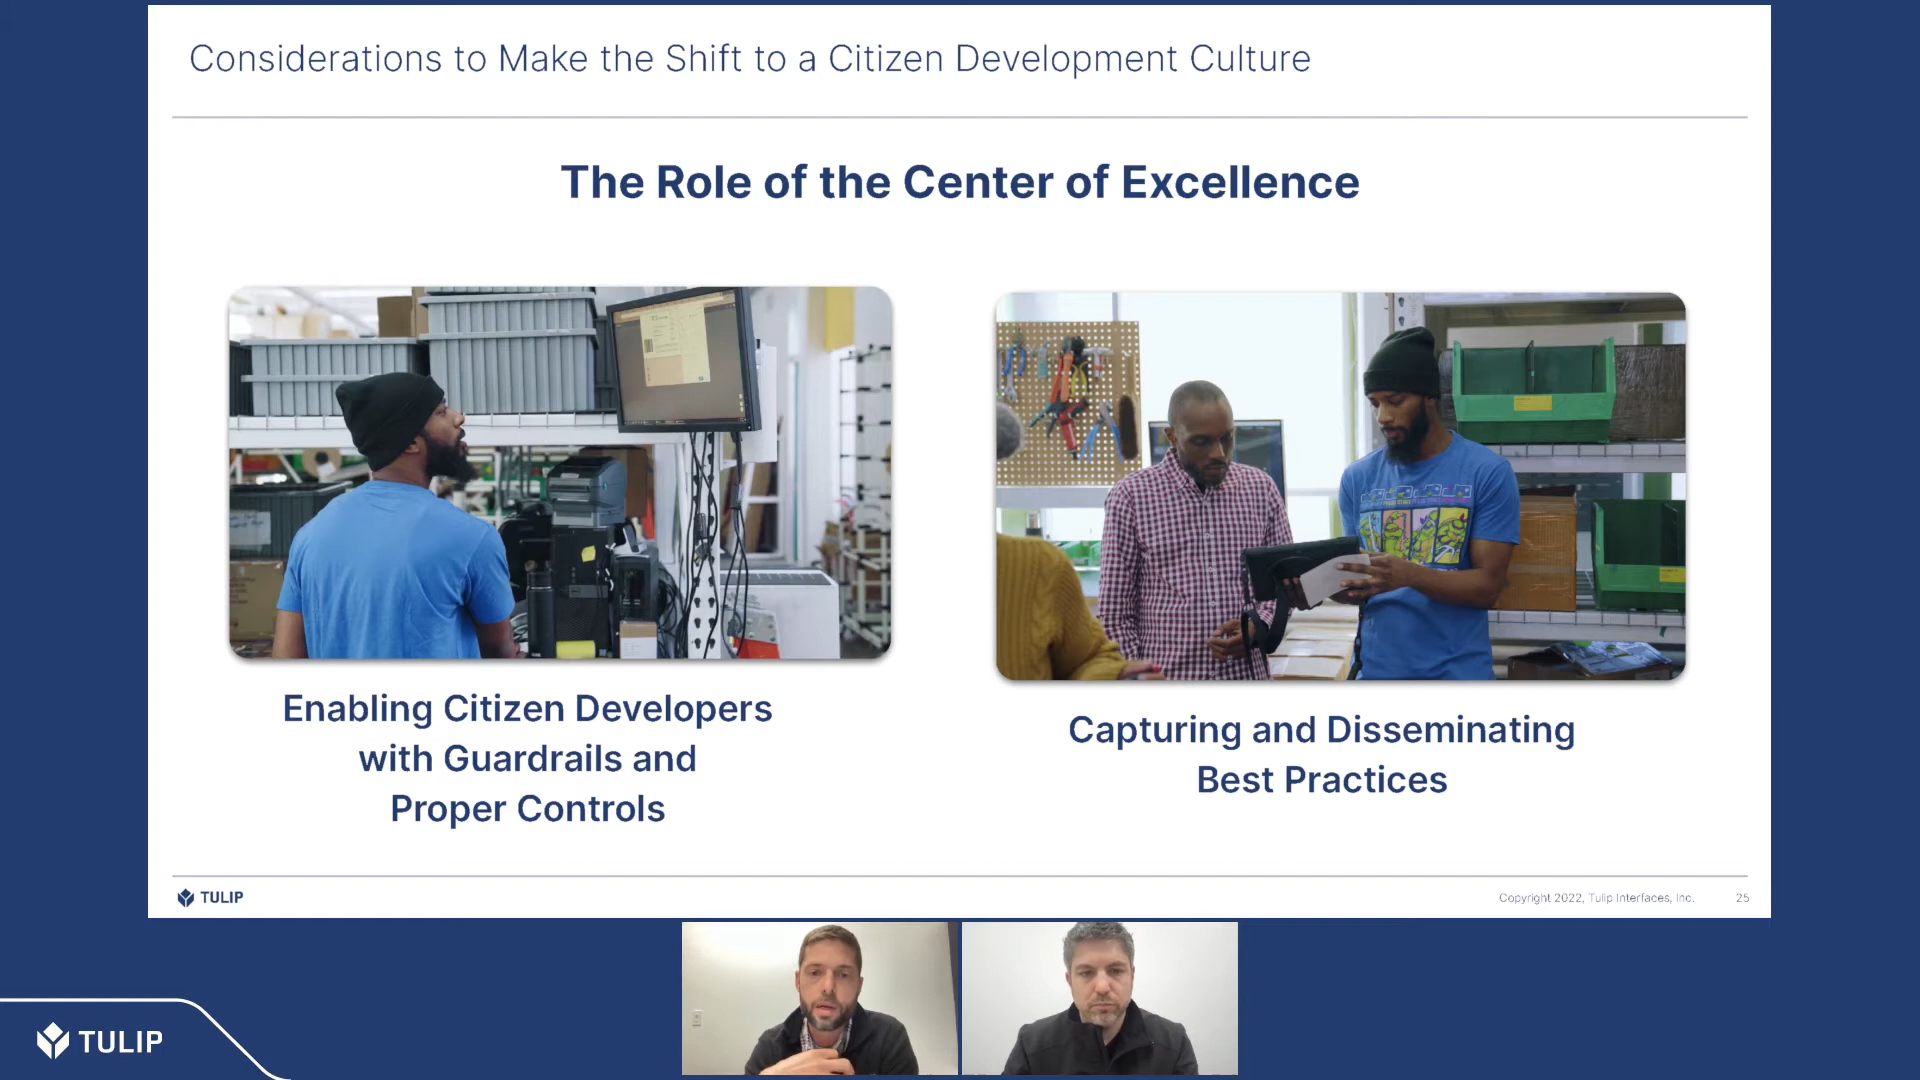 Considerations to Make the Shift to a Citizen Development Culture
The Role of the Center of Excellence
Enabling Citizen Developers
with Guardrails and
Proper Controls
Capturing and Disseminating
Best Practices
TULIP
Copyright 2022, Tulip Interfaces, Inc.
25
TULIP